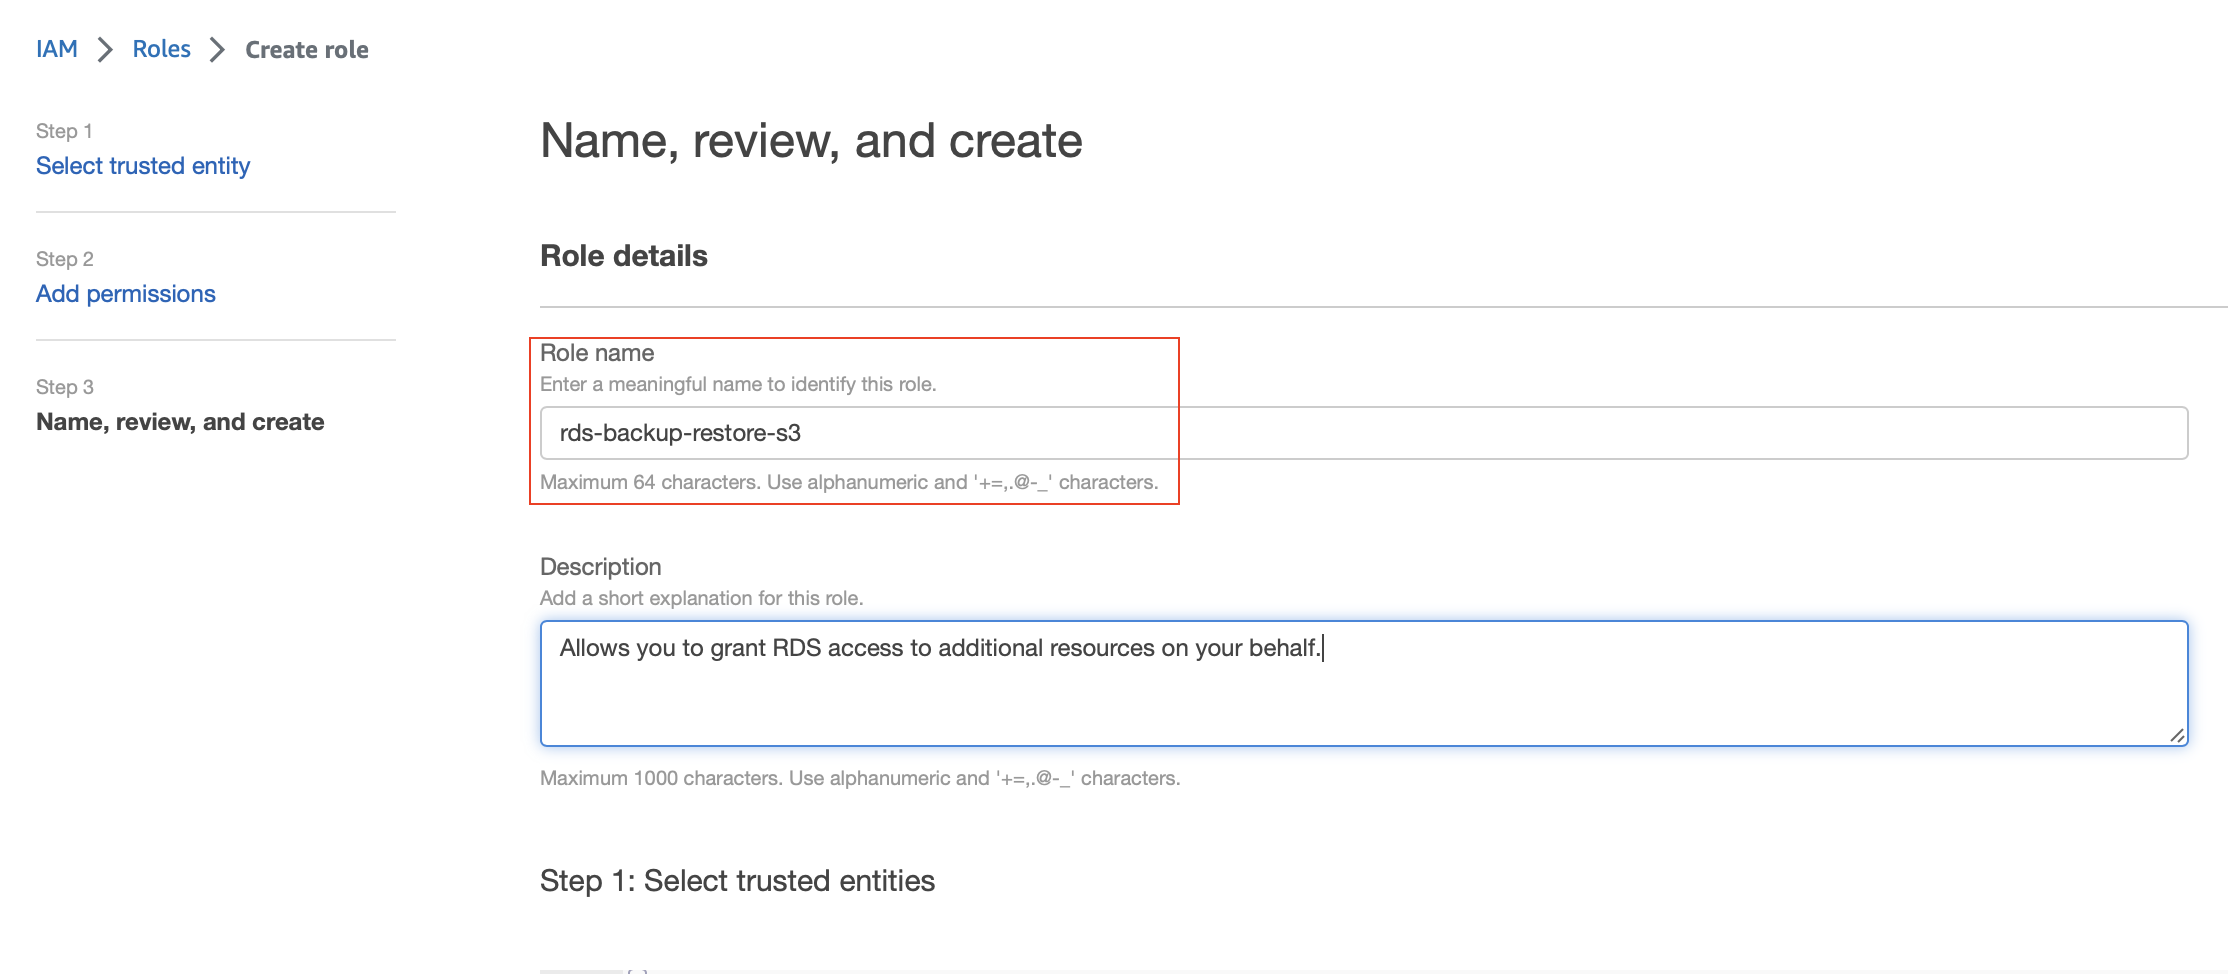 IAM > Roles > Create role
Step 1
Select trusted entity
Step 2
Add permissions
Step 3
Name, review, and create
Name, review, and create
Role details
Role name
Enter a meaningful name to identify this role.
rds-backup-restore-s3
Maximum 64 characters. Use alphanumeric and '+=,.@-_' characters.
Description
Add a short explanation for this role.
Allows you to grant RDS access to additional resources on your behalf.
Maximum 1000 characters. Use alphanumeric and '+=,.@-_' characters.
Step 1: Select trusted entities